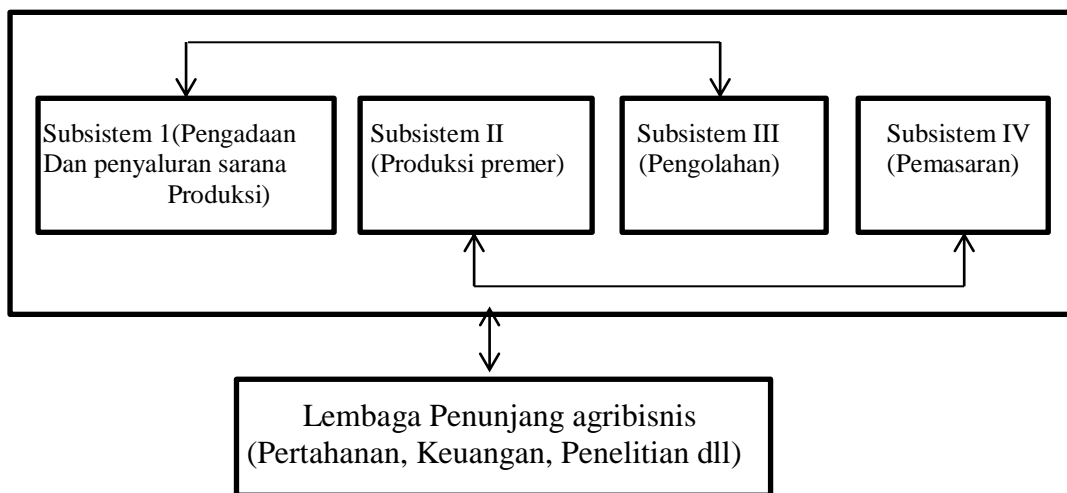 Subsistem 1(Pengadaan
Dan penyaluran sarana
Produksi)
Subsistem II
(Produksi premer)
Subsistem III
(Pengolahan)
Subsistem IV
(Pemasaran)
Lembaga Penunjang agribisnis
(Pertahanan, Keuangan, Penelitian dll)